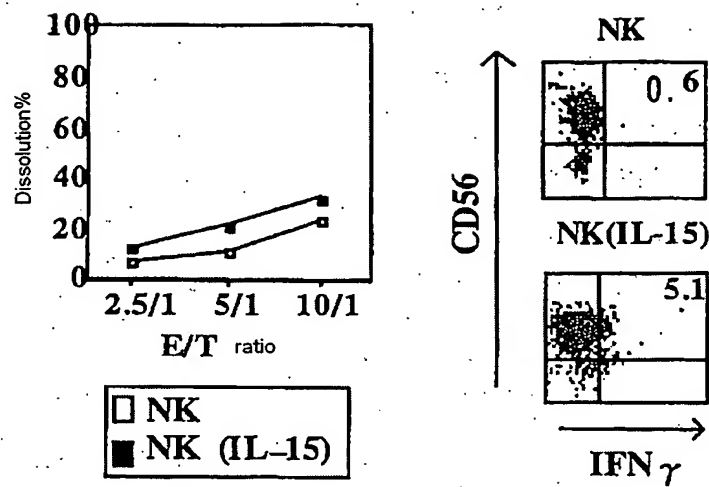 100
80
60
40
20
0
Dissolution%
2.5/1 5/1 10/1
E/T ratio
NK
NK (IL-15)
NK
0.6
CD56
NK(IL-15)
5.1
IFNγ